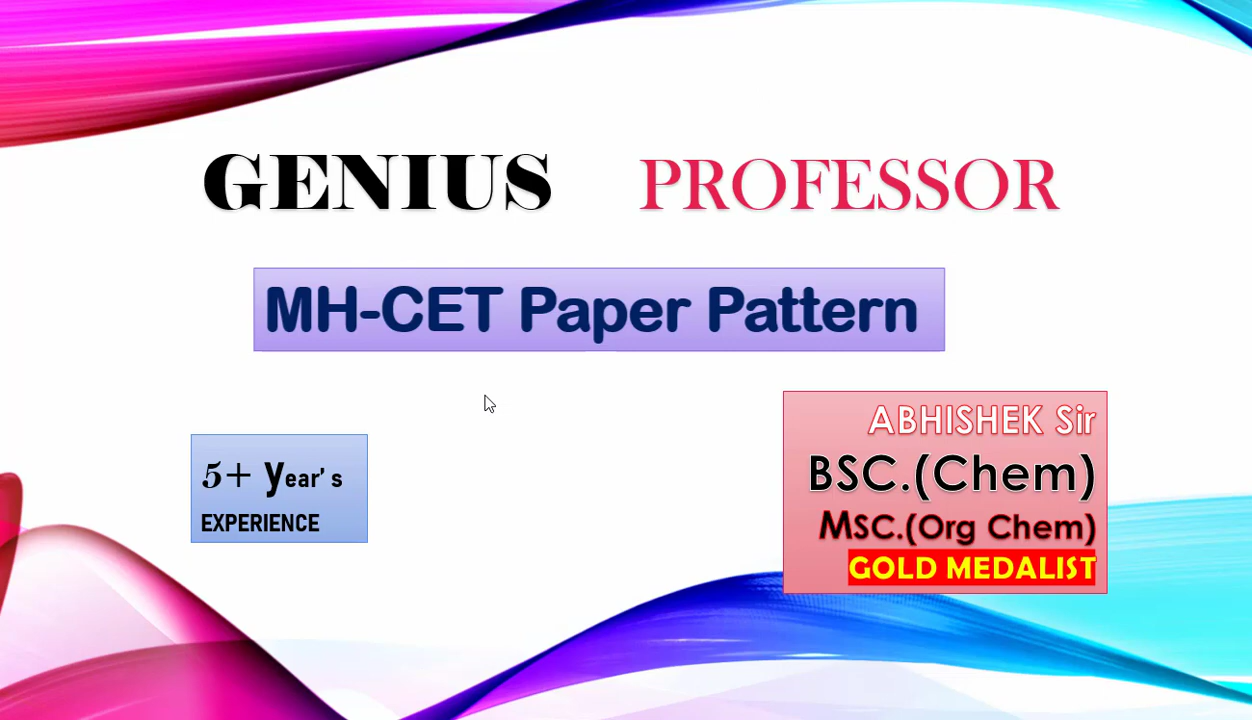 GENIUS PROFESSOR
MH-CET Paper Pattern
5+ Year's
EXPERIENCE
ABHISHEK Sir
BSC.(Chem)
MSC.(Org Chem)
GOLD MEDALIST